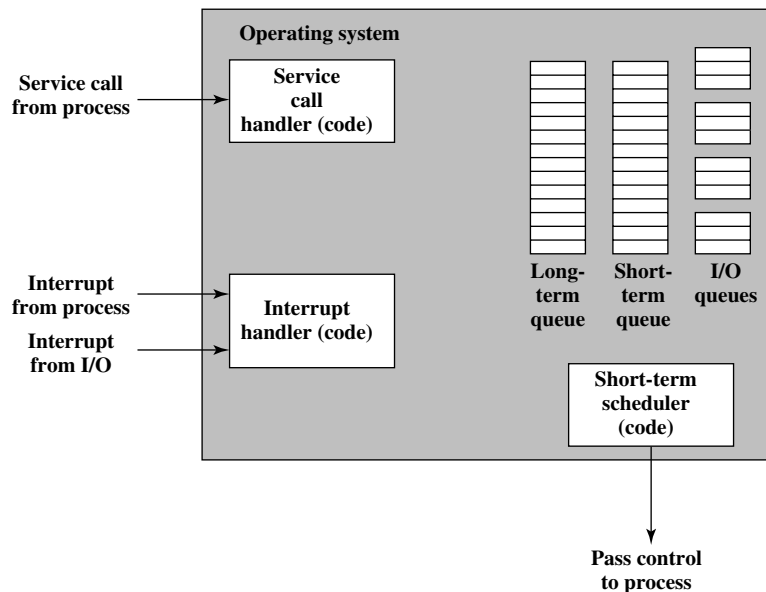 Operating system
Service call
from process
Service
call
handler (code)
Interrupt
from process
Interrupt
from I/O
Interrupt
handler (code)
Long-
term
queue
Short-
term
queue
I/O
queues
Short-term
scheduler
(code)
Pass control
to process